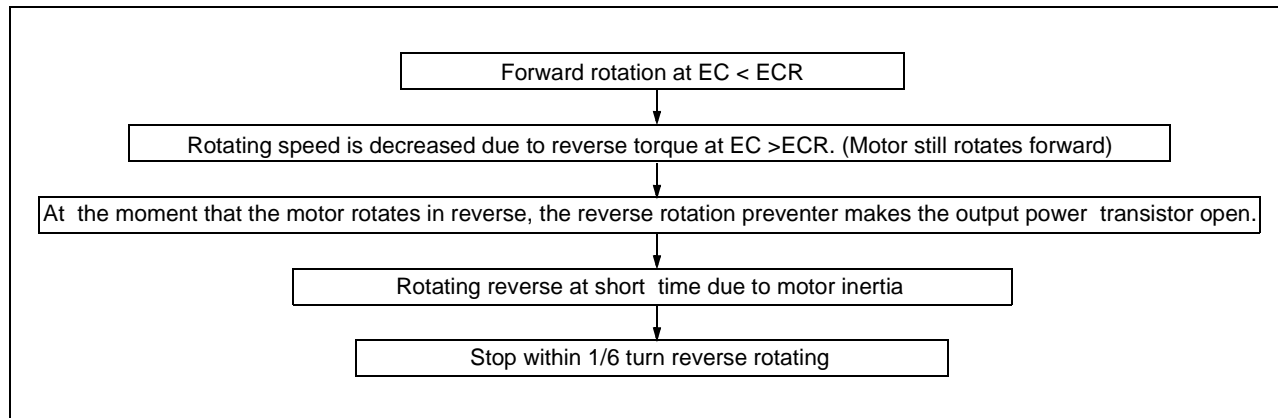 Forward rotation at EC < ECR
Rotating speed is decreased due to reverse torque at EC >ECR. (Motor still rotates forward)
At the moment that the motor rotates in reverse, the reverse rotation preventer makes the output power transistor open.
Rotating reverse at short time due to motor inertia
Stop within 1/6 turn reverse rotating